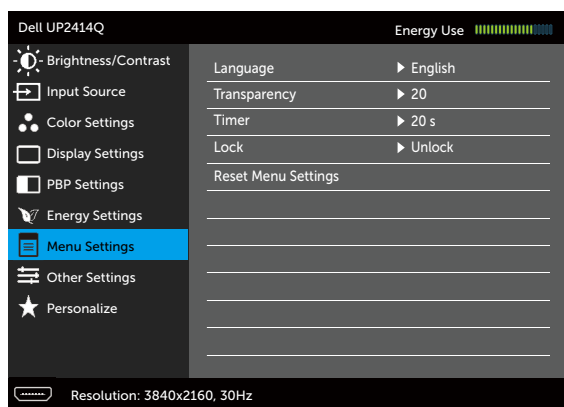 Dell UP2414Q Energy Use
Brightness/Contrast
Input Source
Color Settings
Display Settings
PBP Settings
Energy Settings
Menu Settings
Other Settings
Personalize
Language English
Transparency 20
Timer 20 s
Lock Unlock
Reset Menu Settings
Resolution: 3840x2160, 30Hz